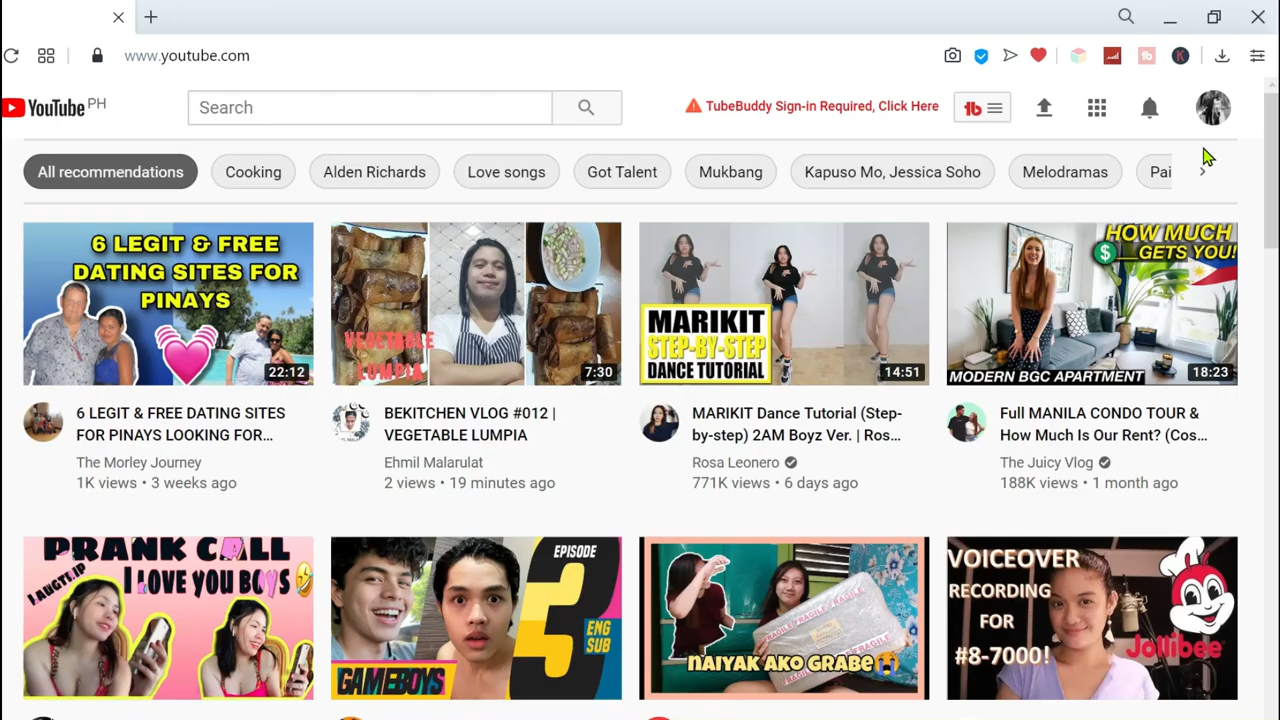 www.youtube.com
YouTube PH
Search
TubeBuddy Sign-in Required, Click Here
All recommendations
Cooking
Alden Richards
Love songs
Got Talent
Mukbang
Kapuso Mo, Jessica Soho
Melodramas
Pai
6 LEGIT & FREE
DATING SITES FOR
PINAYS
22:12
VEGETABLE
LUMPIA
7:30
MARIKIT
STEP-BY-STEP
DANCE TUTORIAL
14:51
HOW MUCH
$ GETS YOU!
MODERN BGC APARTMENT
18:23
6 LEGIT & FREE DATING SITES
FOR PINAYS LOOKING FOR...
The Morley Journey
1K views • 3 weeks ago
BEKITCHEN VLOG #012 |
VEGETABLE LUMPIA
Ehmil Malarulat
2 views • 19 minutes ago
MARIKIT Dance Tutorial (Step-
by-step) 2AM Boyz Ver. | Ros...
Rosa Leonero
771K views • 6 days ago
Full MANILA CONDO TOUR &
How Much Is Our Rent? (Cos...
The Juicy Vlog
188K views • 1 month ago
PRANK CALL
I LOVE YOU BOYS
LAUGTRIP
EPISODE
3
ENG
SUB
GAMEBOYS
FRAGILE FRAGILE FRAGILE
NAIYAK AKO GRABE
VOICEOVER
RECORDING
FOR
#8-7000!
Jollibee